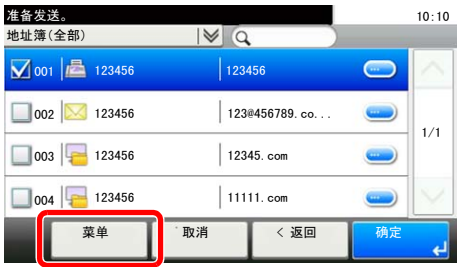 准备发送。 10:10
地址簿(全部)
001 123456 123456
002 123456 123@456789.co...
003 123456 12345.com
004 123456 11111.com
1/1
菜单 取消 < 返回 确定